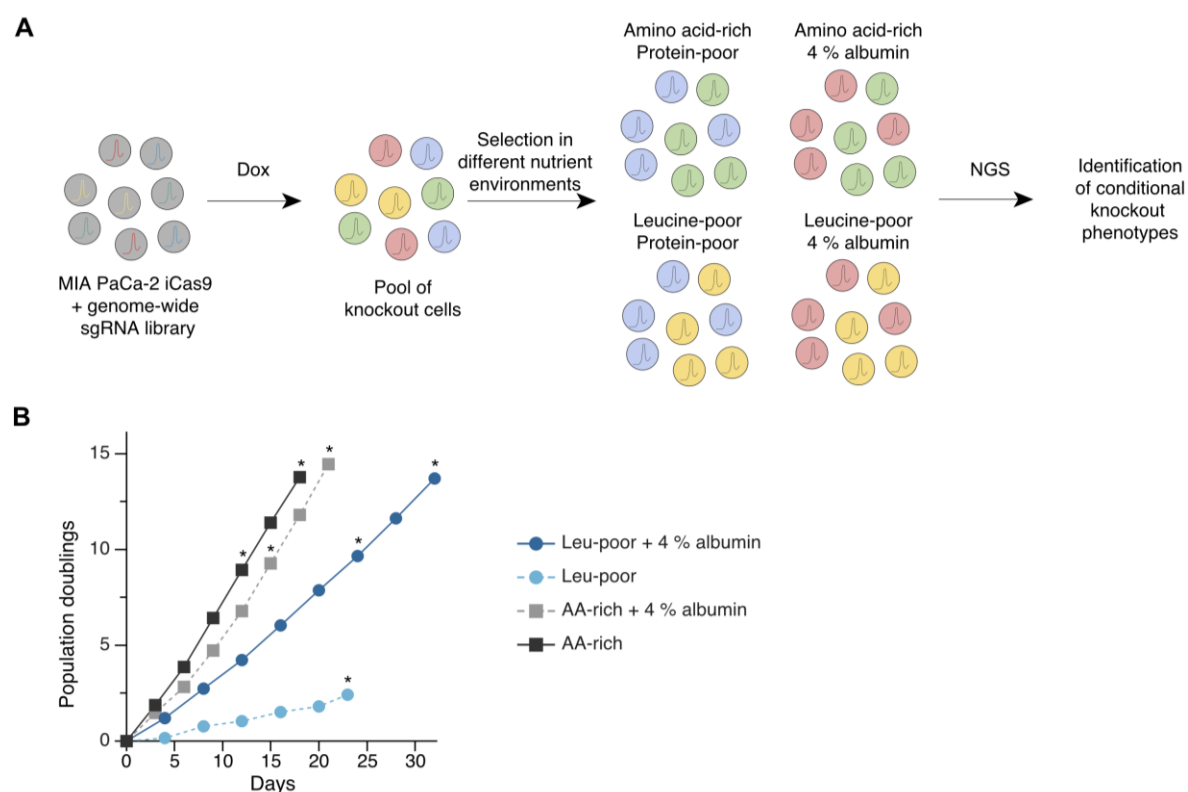 A
Amino acid-rich
Protein-poor
Amino acid-rich
4 % albumin
Dox
Selection in
different nutrient
environments
NGS
Identification
of conditional
knockout
phenotypes
MIA PaCa-2 iCas9
+ genome-wide
sgRNA library
Pool of
knockout cells
Leucine-poor
Protein-poor
Leucine-poor
4 % albumin
B
Population doublings
15
10
5
0
0 5 10 15 20 25 30
Days
* * * * * * *
Leu-poor + 4 % albumin
Leu-poor
AA-rich + 4 % albumin
AA-rich